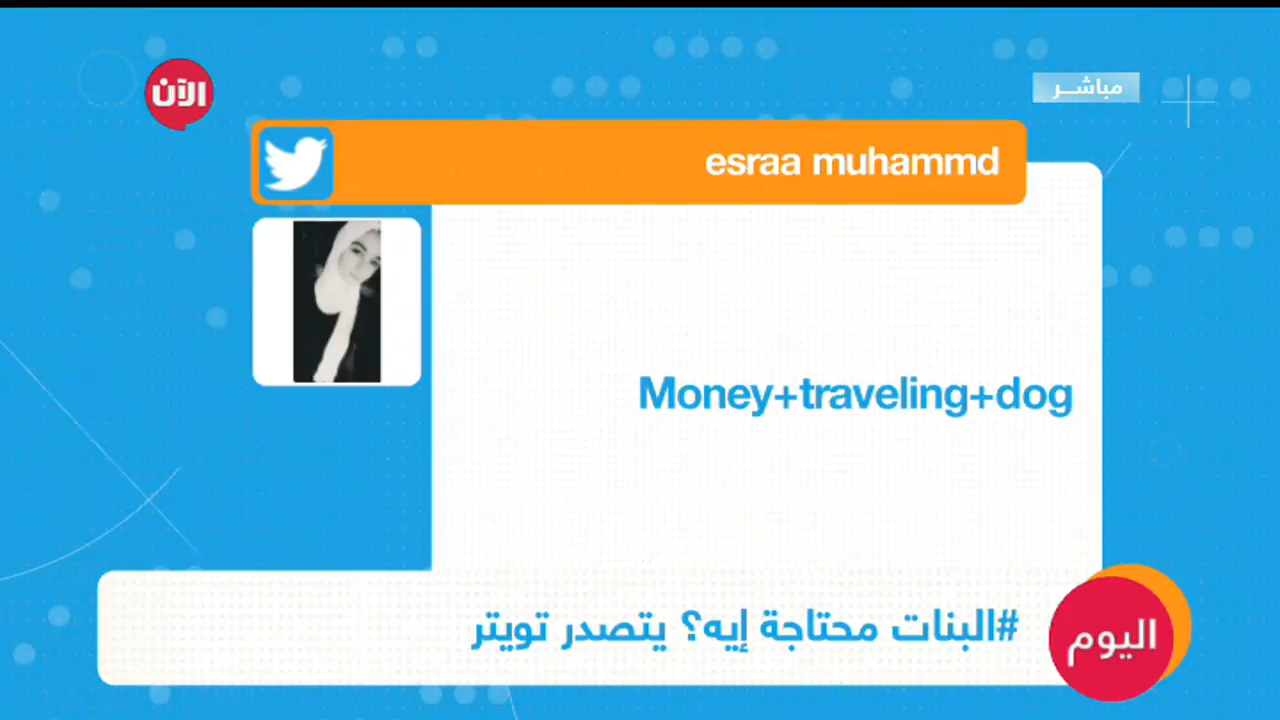 الآن
مباشر
esraa muhammd
Money+traveling+dog
#البنات محتاجة إيه؟ يتصدر تويتر
اليوم